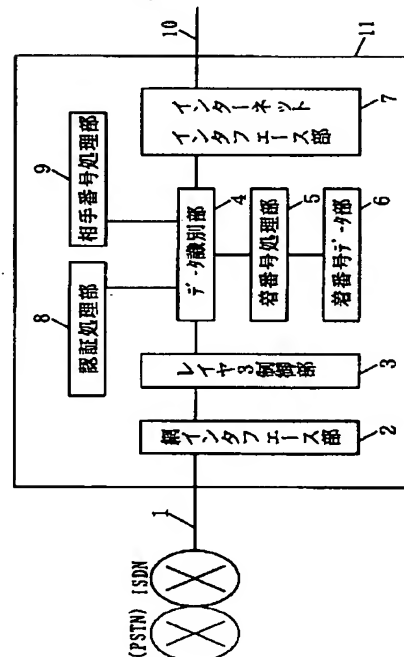 (PSTN) ISDN
1
網インタフェース部
2
レイヤ3制御部
3
認証処理部
8
データ識別部
4
着番号処理部
5
着番号データ部
6
相手番号処理部
9
インターネット
インタフェース部
7
10
11